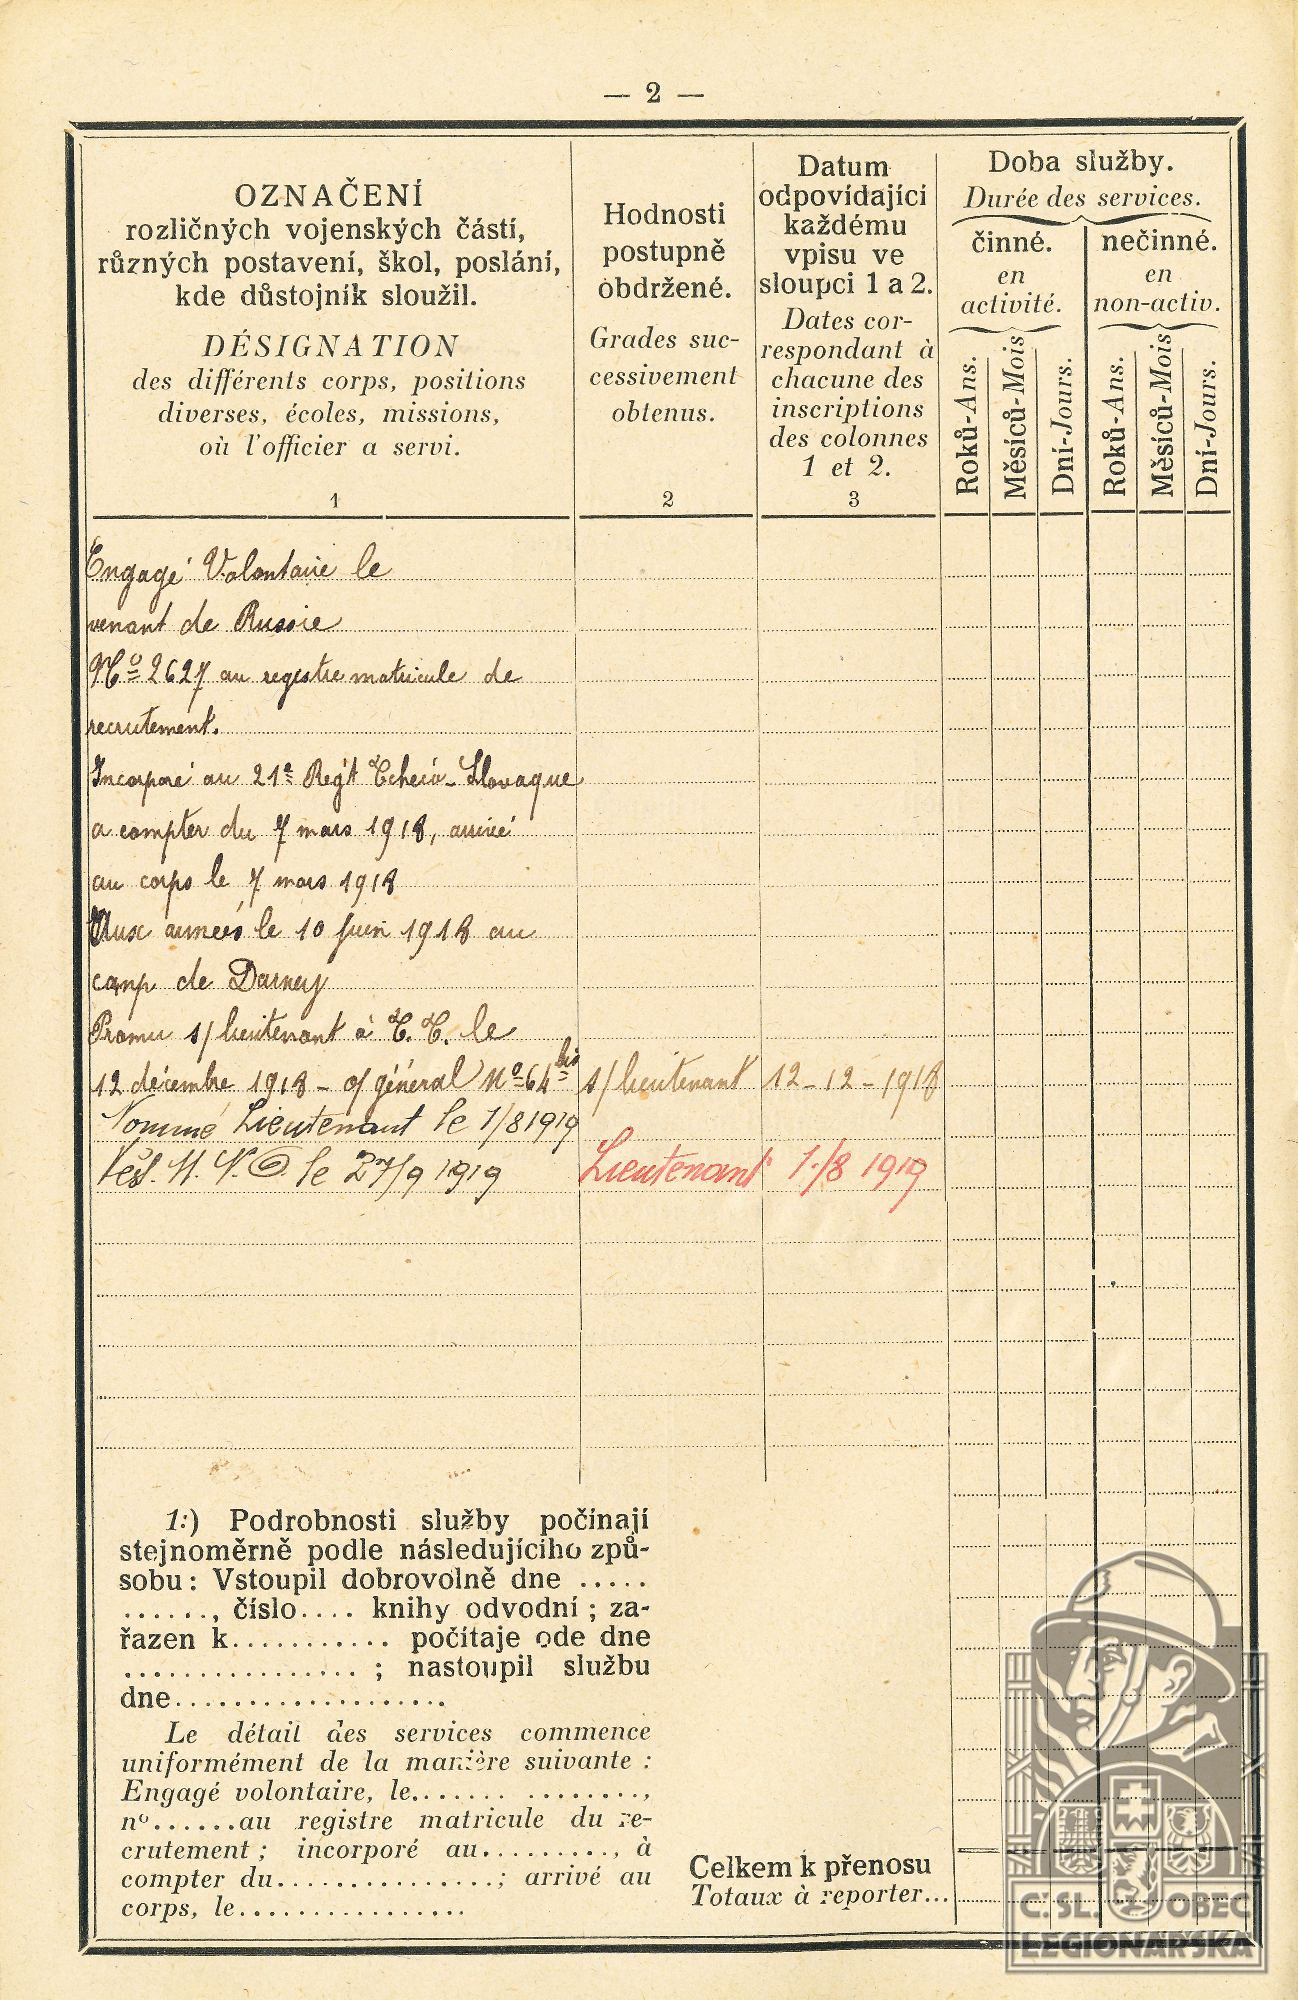 — 2 —
OZNAČENÍ
rozličných vojenských částí,
různých postavení, škol, poslání,
kde důstojník sloužil.
DÉSIGNATION
des différents corps, positions
diverses, écoles, missions,
où l'officier a servi.
1
Hodnosti
postupně
obdržené.
Grades suc-
cessivement
obtenus.
2
Datum
odpovídající
každému
vpisu ve
sloupci 1 a 2.
Dates cor-
respondant à
chacune des
inscriptions
des colonnes
1 et 2.
3
Doba služby.
Durée des services.
činné.
en
activité.
nečinné.
en
non-activ.
Roků-Ans.
Měsíců-Mois
Dní-Jours.
Roků-Ans.
Měsíců-Mois
Dní-Jours.
Engagé Volontaire le
venant de Russie
No 2627 au registre matricule de
recrutement.
Incorporé au 21e Reg't Tchéco-Slovaque
a compter du 7 mars 1918, arrivé
au corps le 7 mars 1918
Aux armées le 10 juin 1918 au
camp de Darney
Promu s/lieutenant à T.T. le
12 décembre 1918 - o/ général No 64 bis s/lieutenant 12-12-1918
Nommé Lieutenant le 1/8 1919
Věst. M. N. O. le 27/9 1919 Lieutenant 1./8 1919
1:) Podrobnosti služby počínají
stejnoměrně podle následujícího způ-
sobu: Vstoupil dobrovolně dne .....
......, číslo.... knihy odvodní; za-
řazen k........... počítaje ode dne
................ ; nastoupil službu
dne...................
Le détail des services commence
uniformément de la manière suivante :
Engagé volontaire, le....... .........,
no......au registre matricule du re-
crutement ; incorporé au........., à
compter du...............; arrivé au
corps, le................
Celkem k přenosu
Totaux à reporter...
Č. SL. OBEC
LEGIONÁŘSKÁ